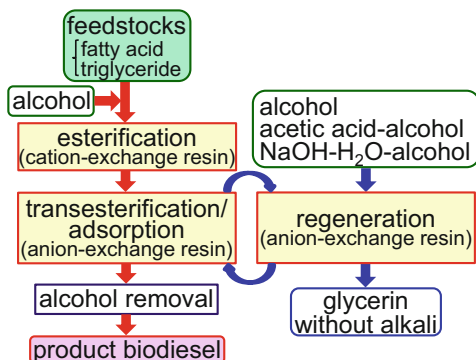 feedstocks
fatty acid
triglyceride
alcohol
esterification
(cation-exchange resin)
transesterification/
adsorption
(anion-exchange resin)
alcohol removal
product biodiesel
alcohol
acetic acid-alcohol
NaOH-H₂O-alcohol
regeneration
(anion-exchange resin)
glycerin
without alkali